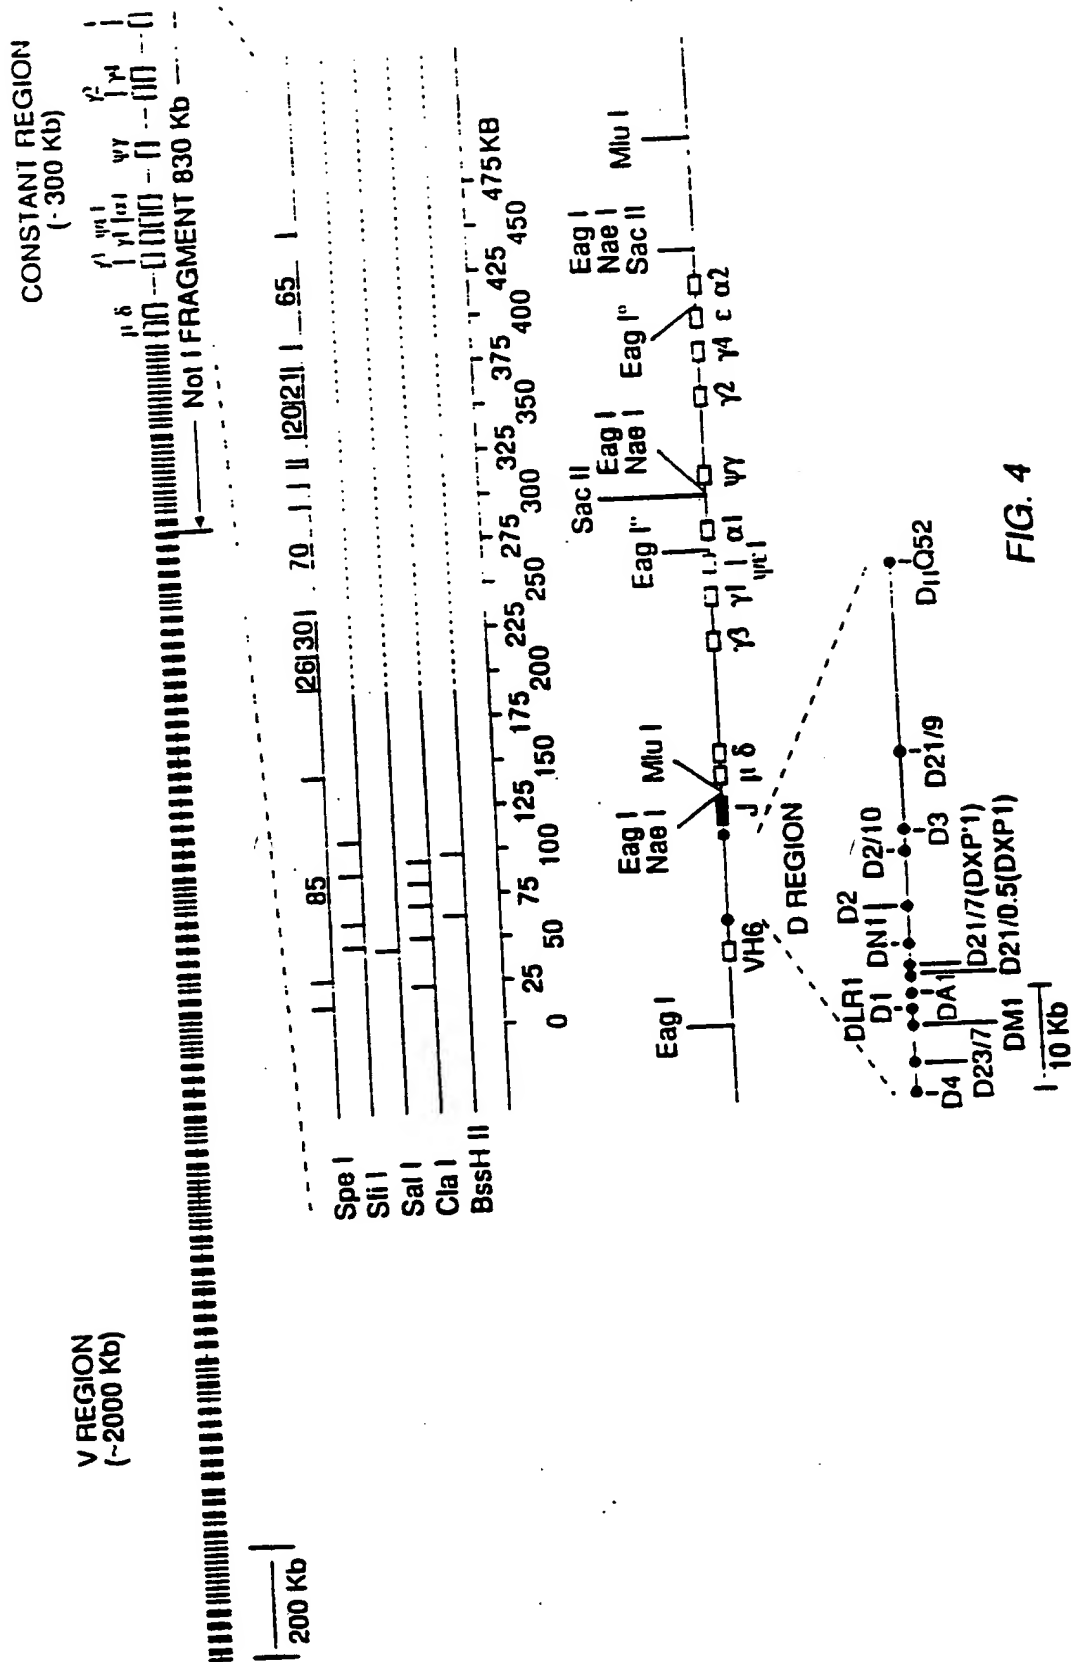 V REGION
(~2000 Kb)
CONSTANT REGION
(~300 Kb)
μ δ
γ2 γ4
ψγ
Not I FRAGMENT 830 Kb
200 Kb
85 26 30 70 20 21 65
Spe I
Sfi I
Sal I
Cla I
BssH II
0 25 50 75 100 125 150 175 200 225 250 275 300 325 350 375 400 425 450 475 KB
Eag I
Eag I
Nae I
Mlu I
Eag I"
Sac II
Eag I
Nae I
Eag I"
Eag I
Nae I
Sac II
Mlu I
VH6 J μ δ γ3 γ1 ψε1 α1 ψγ γ2 γ4 ε α2
D REGION
DLR1
D1
DN1
D2
D2/10
D4
D23/7
DM1
DA1
D21/7(DXP'1)
D21/0.5(DXP1)
D3
D21/9
DHQ52
10 Kb
FIG. 4